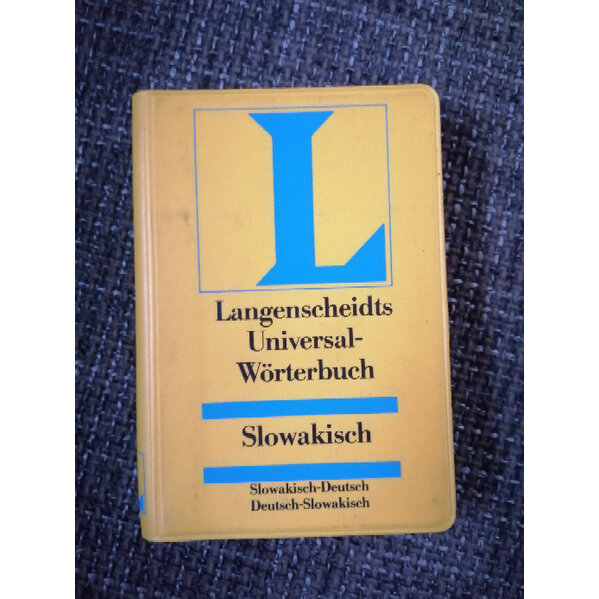 L
Langenscheidts
Universal-
Wörterbuch
Slowakisch
Slowakisch-Deutsch
Deutsch-Slowakisch